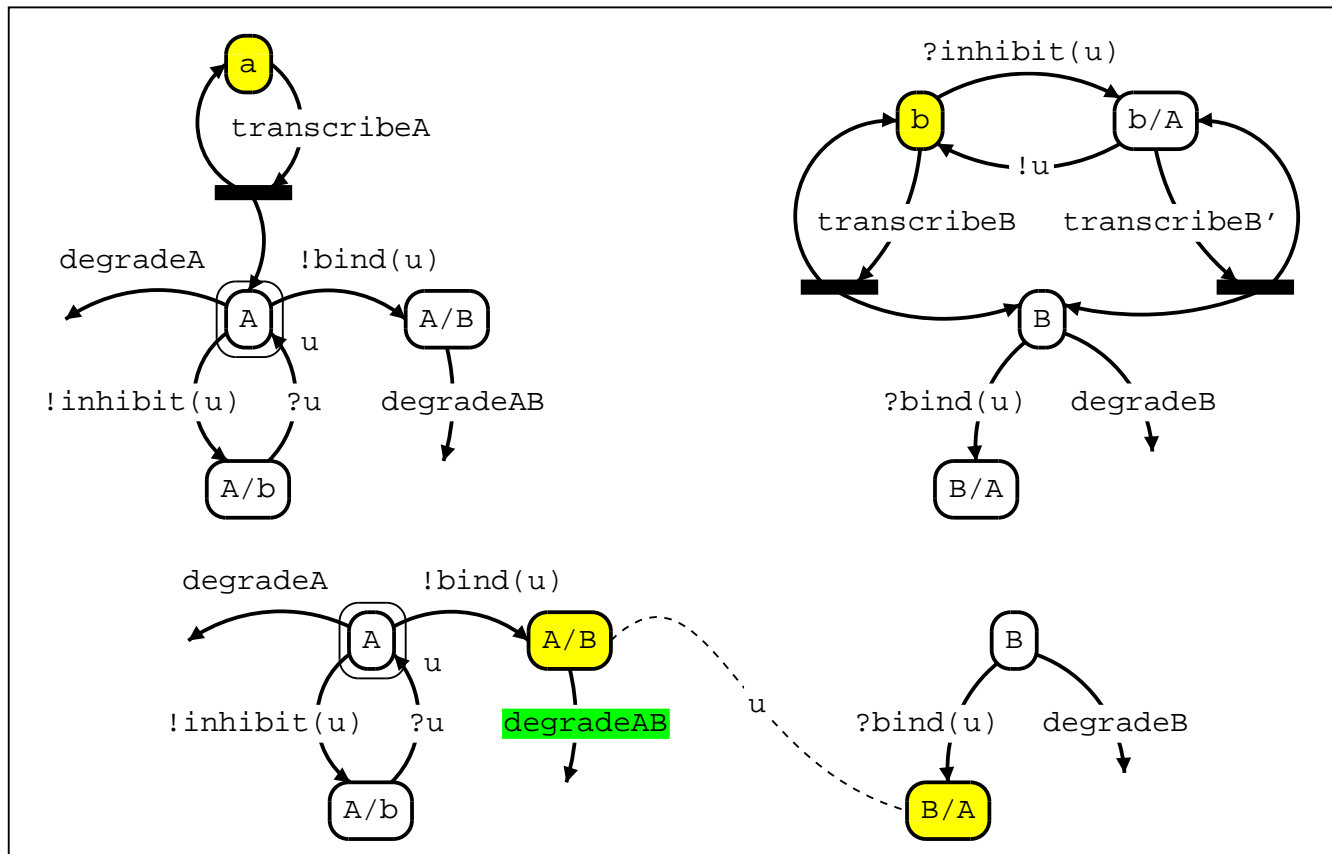 a
transcribeA
degradeA
!bind(u)
A
A/B
u
!inhibit(u)
?u
degradeAB
A/b
?inhibit(u)
b
b/A
!u
transcribeB
transcribeB’
B
?bind(u)
degradeB
B/A
degradeA
!bind(u)
A
A/B
u
!inhibit(u)
?u
degradeAB
A/b
u
B
?bind(u)
degradeB
B/A